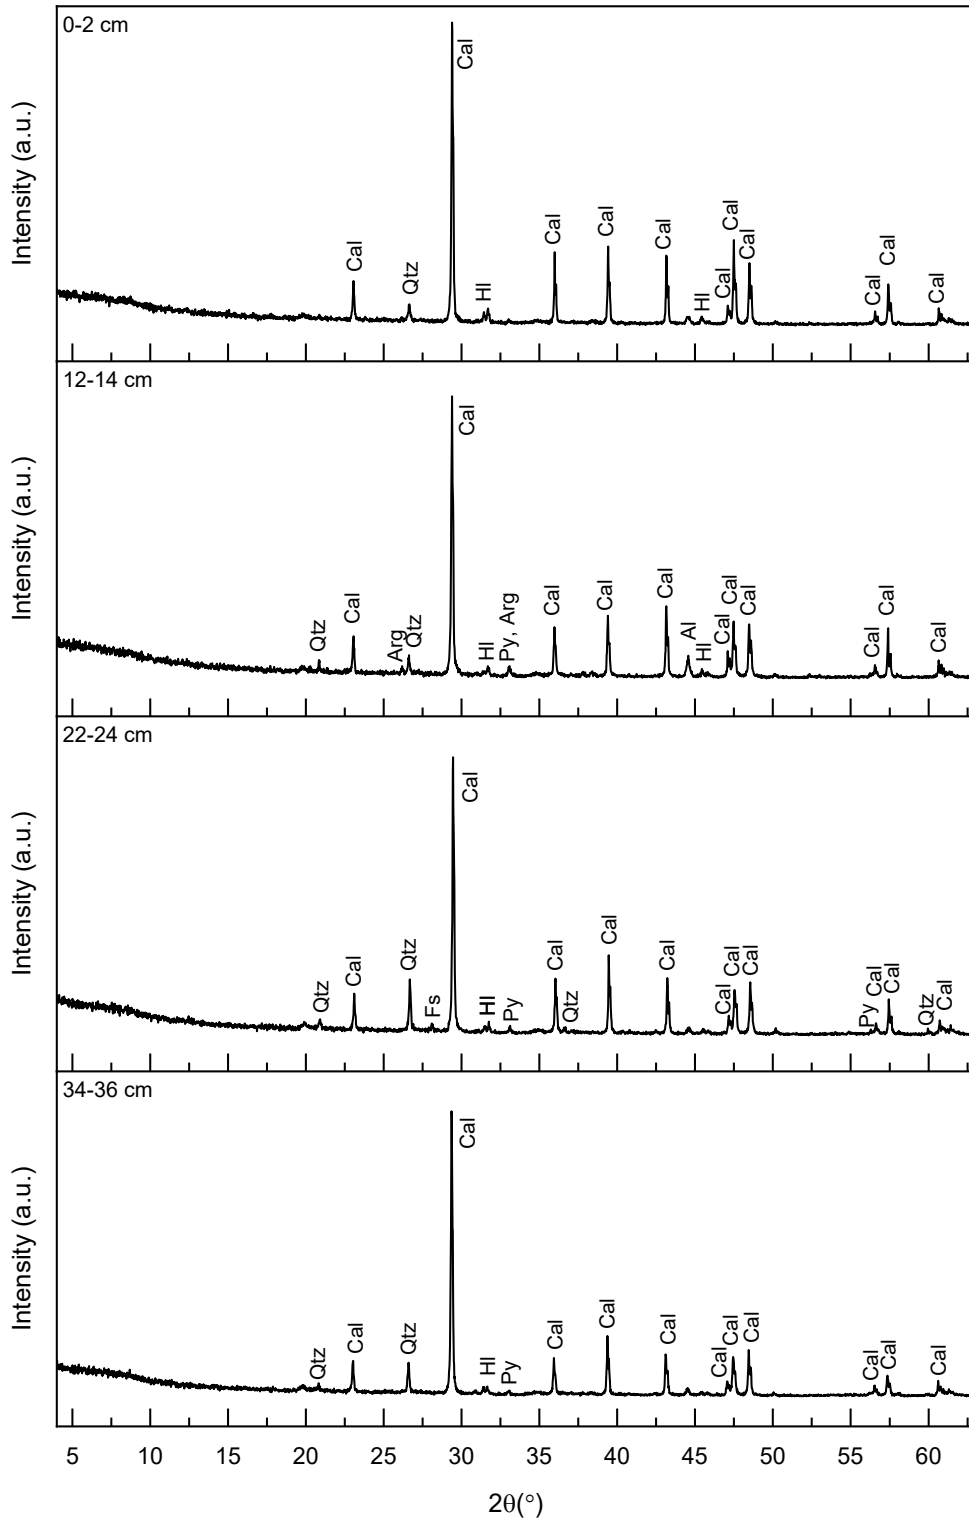 0-2 cm
Intensity (a.u.)
Cal
Qtz
Cal
Hl
Cal
Cal
Cal
Hl
Cal
Cal
Cal
Cal
Cal
Cal
12-14 cm
Intensity (a.u.)
Qtz
Cal
Arg
Qtz
Cal
Hl
Py, Arg
Cal
Cal
Cal
Al
Hl
Cal
Cal
Cal
Cal
Cal
Cal
22-24 cm
Intensity (a.u.)
Qtz
Cal
Qtz
Fs
Cal
Hl
Py
Cal
Qtz
Cal
Cal
Cal
Cal
Cal
Py
Cal
Cal
Qtz
Cal
34-36 cm
Intensity (a.u.)
Qtz
Cal
Qtz
Cal
Hl
Py
Cal
Cal
Cal
Cal
Cal
Cal
Cal
Cal
Cal
5 10 15 20 25 30 35 40 45 50 55 60
2θ(°)